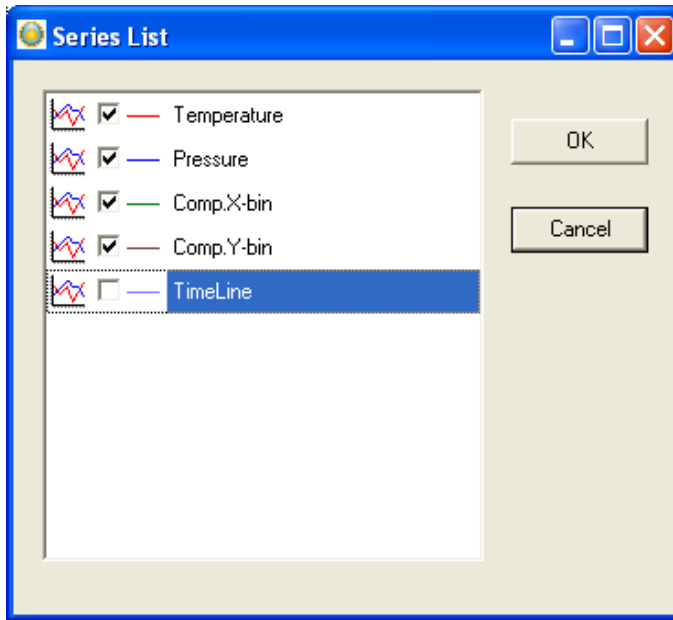 Series List
Temperature
Pressure
Comp.X-bin
Comp.Y-bin
TimeLine
OK
Cancel